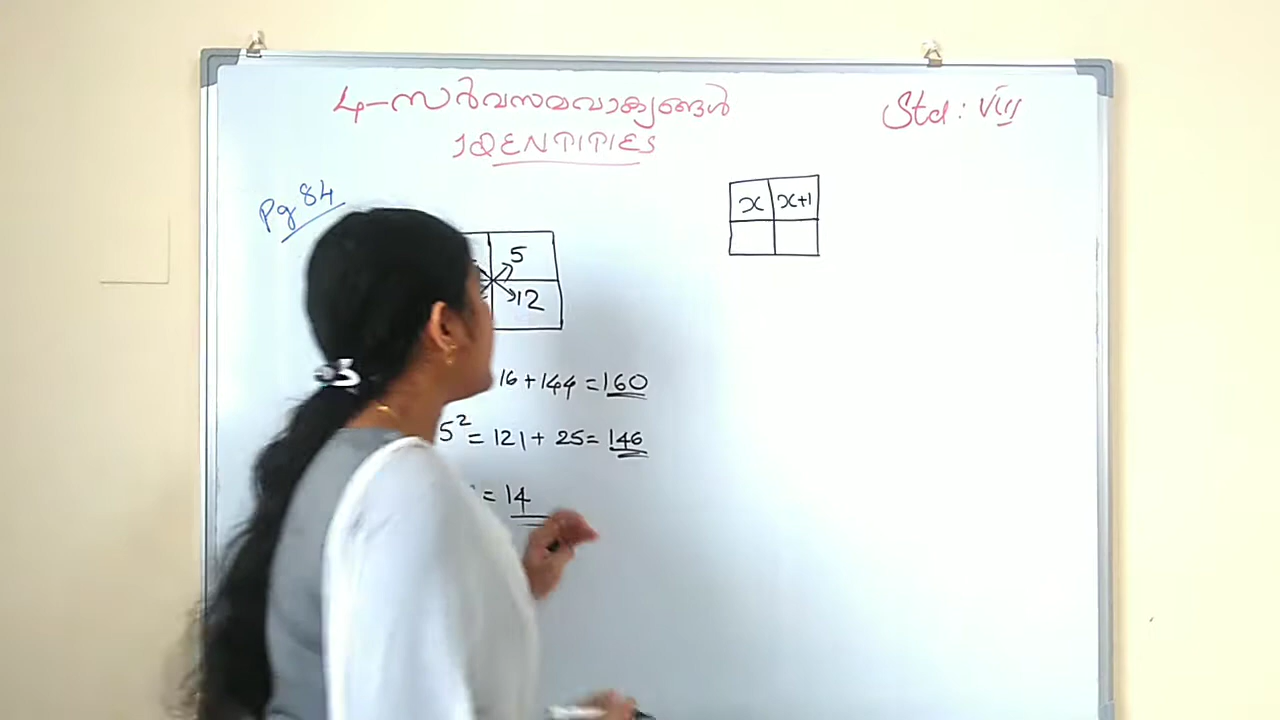 4-സർവസമവാക്യങ്ങൾ
IDENTITIES
Std: VIII
Pg 84
5
12
16 + 144 = 160
5² = 121 + 25 = 146
= 14
x x+1